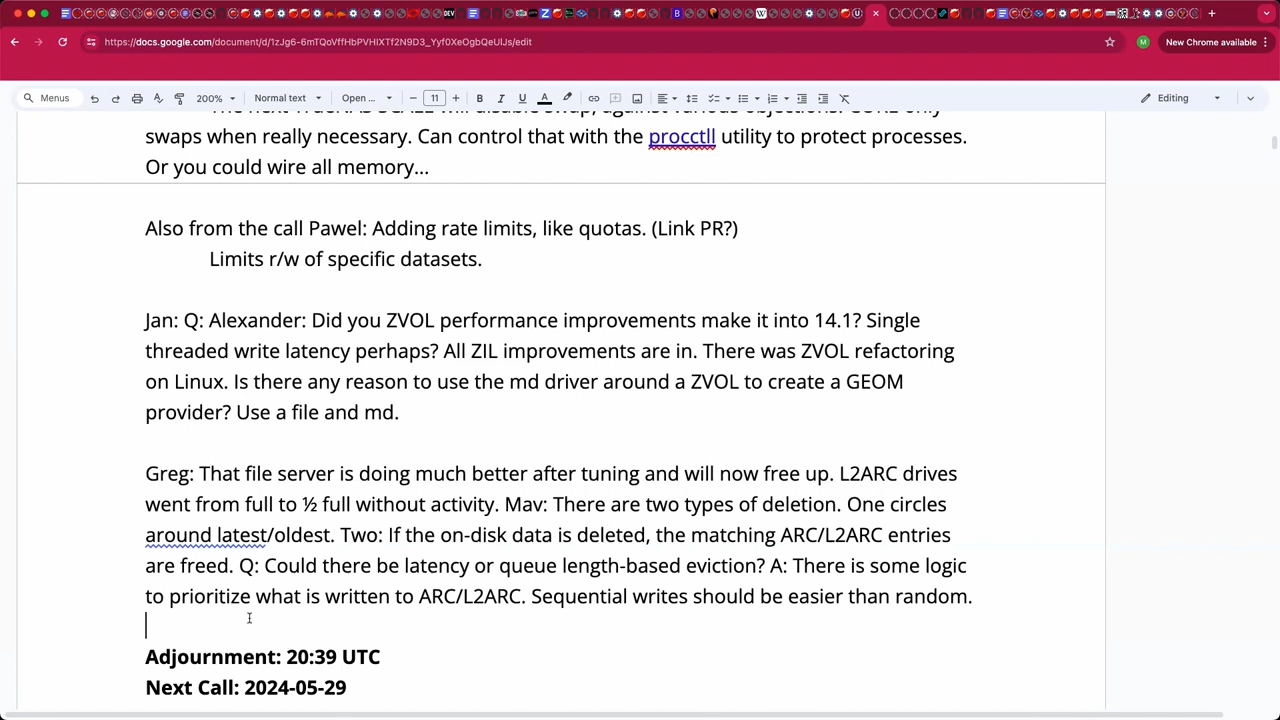 DEV
W
U
https://docs.google.com/document/d/1zJg6-6mTQoVffHbPVHIXTf2N9D3_Yyf0XeOgbQeUIJs/edit
M
New Chrome available
Menus
200%
Normal text
Open ...
11
B I U A
Editing
swaps when really necessary. Can control that with the procctll utility to protect processes.
Or you could wire all memory…
Also from the call Pawel: Adding rate limits, like quotas. (Link PR?)
Limits r/w of specific datasets.
Jan: Q: Alexander: Did you ZVOL performance improvements make it into 14.1? Single
threaded write latency perhaps? All ZIL improvements are in. There was ZVOL refactoring
on Linux. Is there any reason to use the md driver around a ZVOL to create a GEOM
provider? Use a file and md.
Greg: That file server is doing much better after tuning and will now free up. L2ARC drives
went from full to ½ full without activity. Mav: There are two types of deletion. One circles
around latest/oldest. Two: If the on-disk data is deleted, the matching ARC/L2ARC entries
are freed. Q: Could there be latency or queue length-based eviction? A: There is some logic
to prioritize what is written to ARC/L2ARC. Sequential writes should be easier than random.
Adjournment: 20:39 UTC
Next Call: 2024-05-29